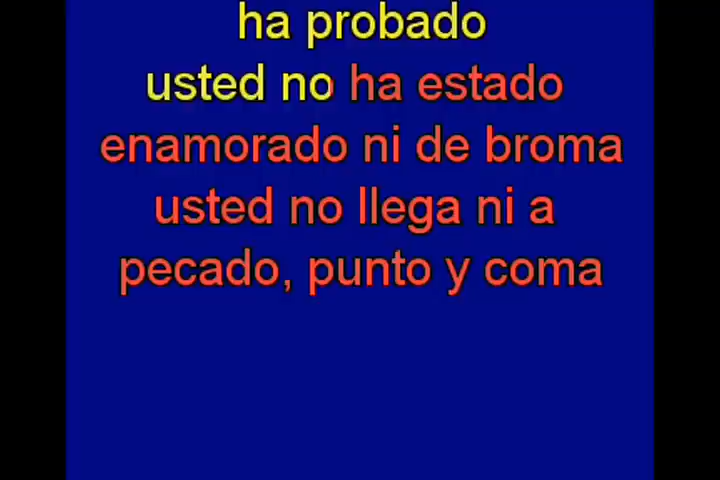 ha probado
usted no ha estado
enamorado ni de broma
usted no llega ni a
pecado, punto y coma